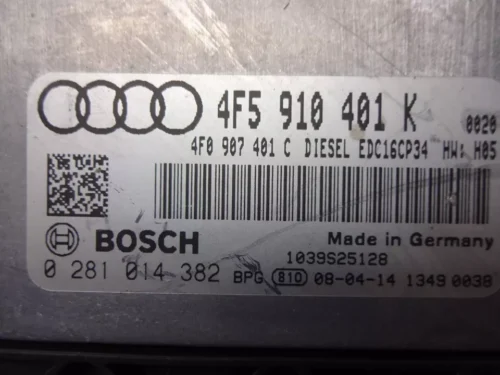 4F5 910 401 K 0020
4F0 907 401 C DIESEL EDC16CP34 HW: H05
BOSCH Made in Germany
1039S25128
0 281 014 382 BPG 810 08-04-14 1349 0038